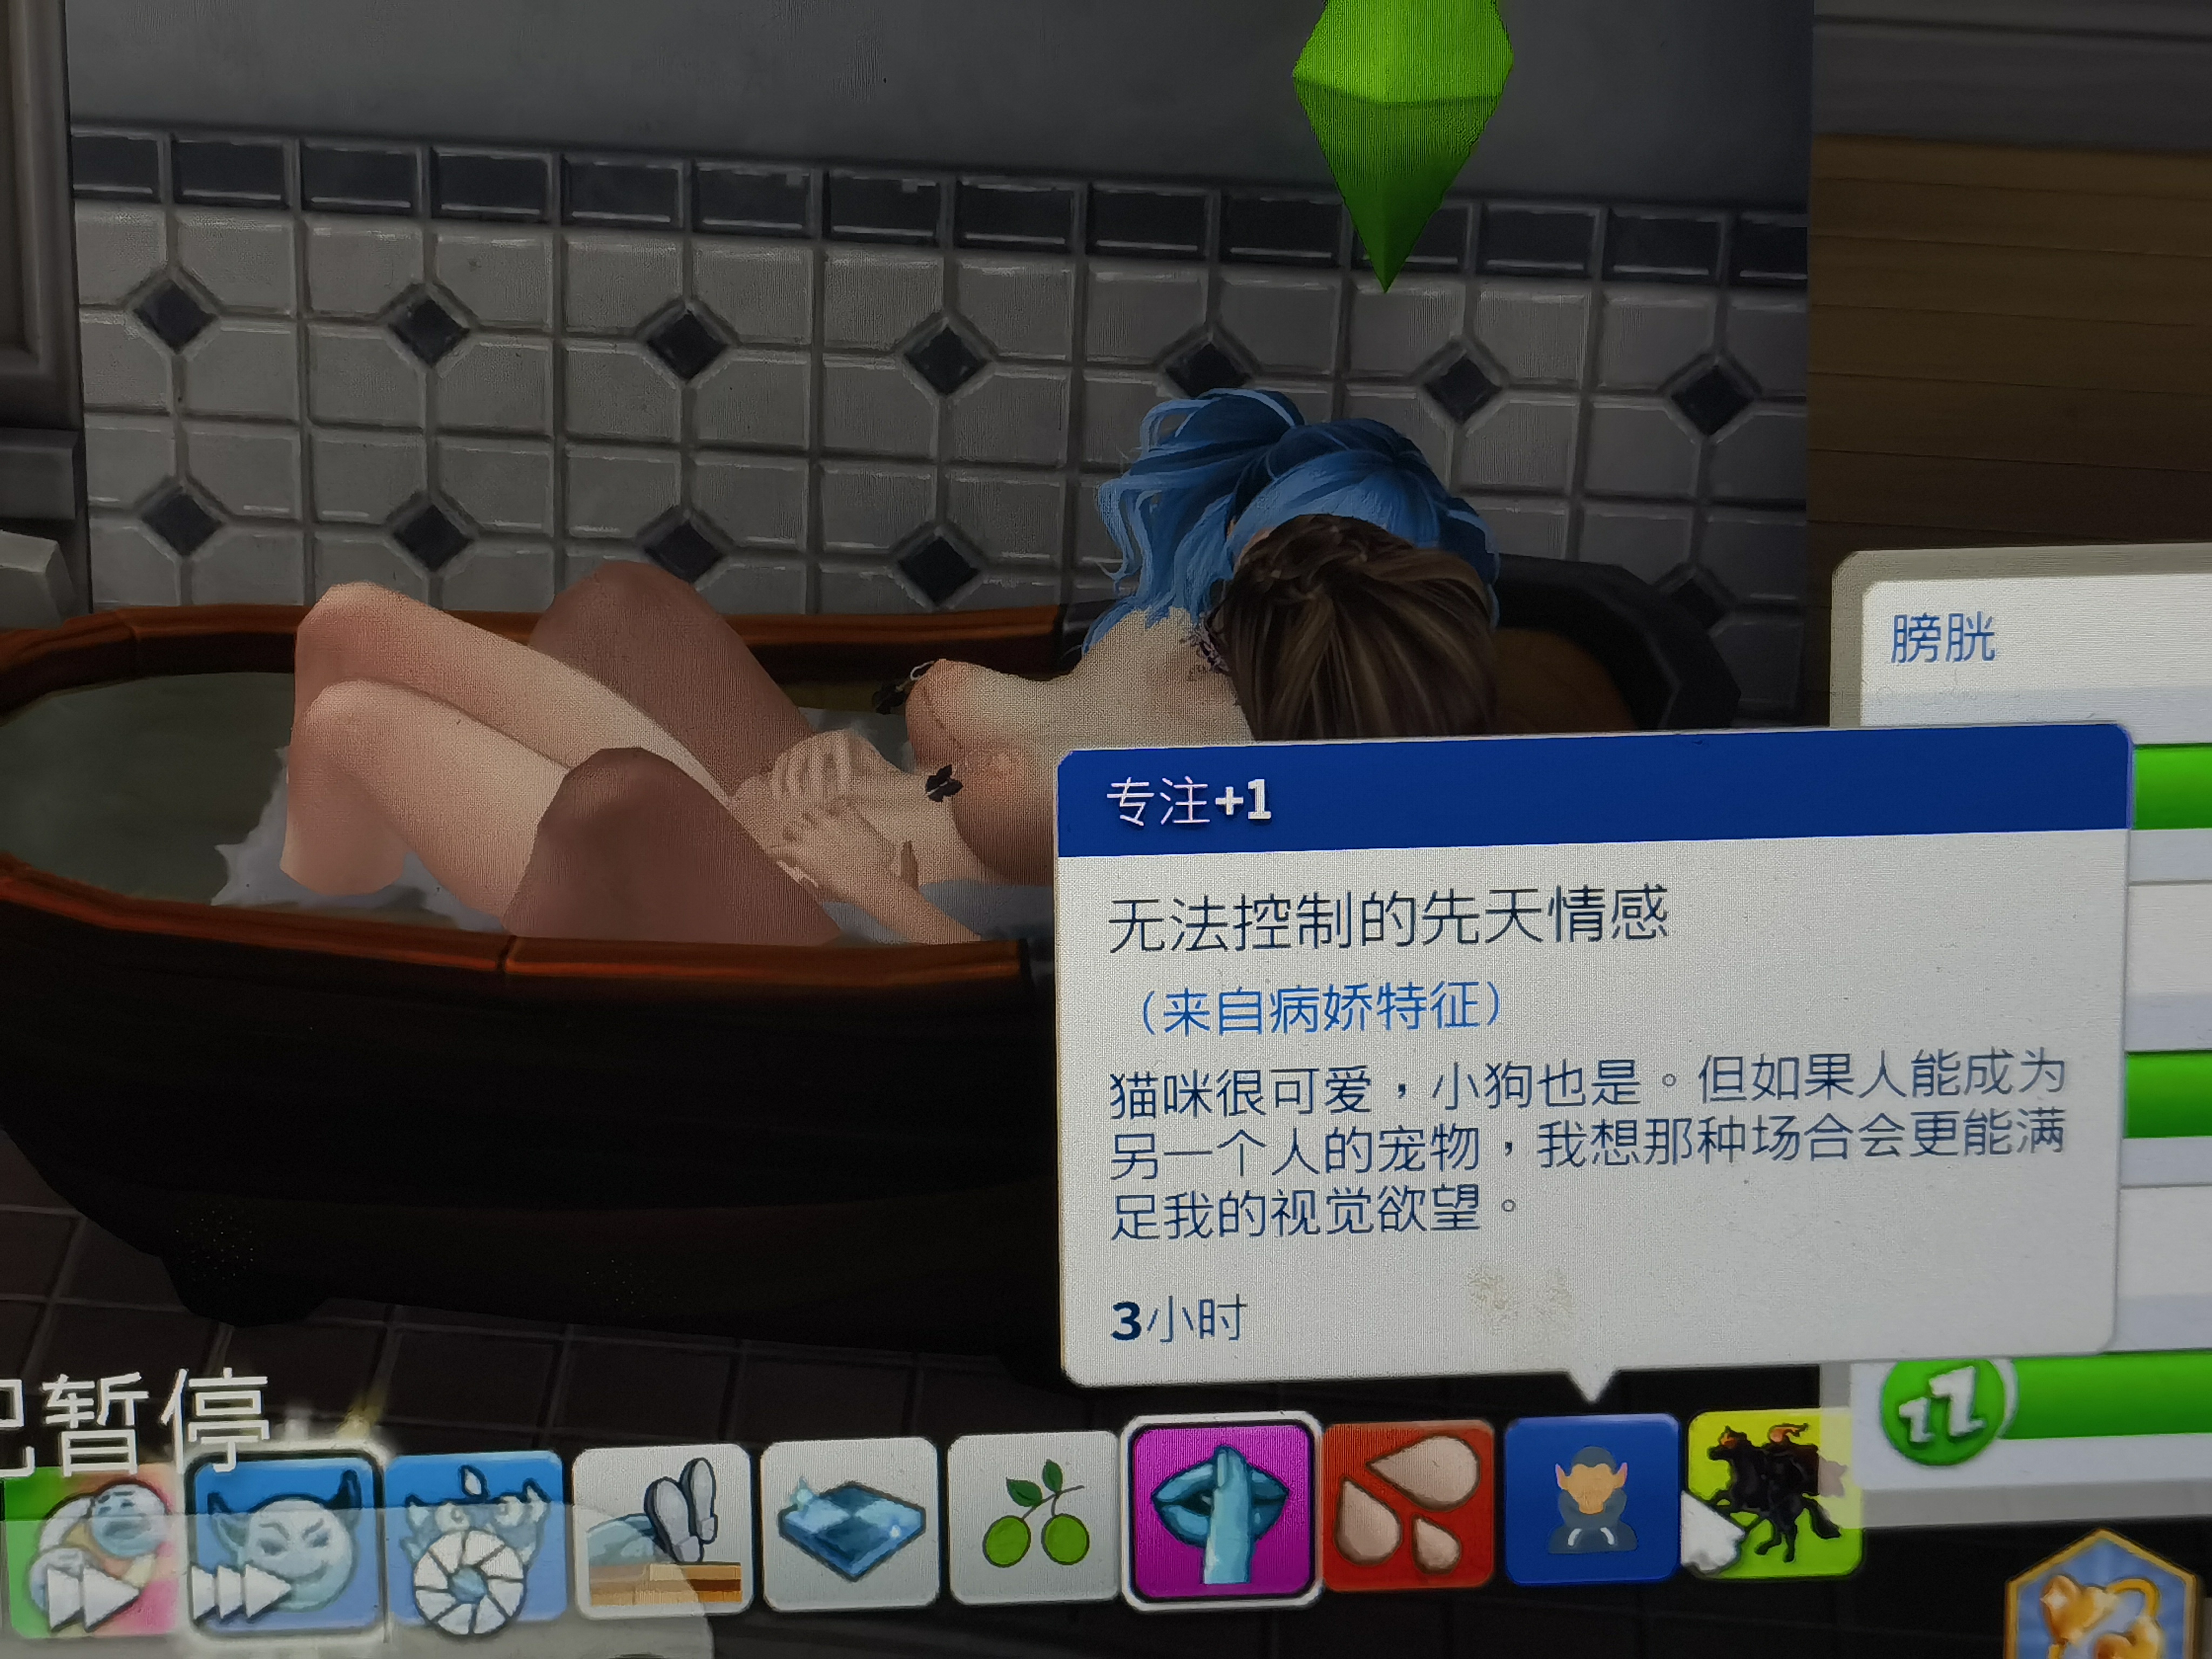 膀胱
专注+1
无法控制的先天情感
（来自病娇特征）
猫咪很可爱，小狗也是。但如果人能成为
另一个人的宠物，我想那种场合会更能满
足我的视觉欲望。
3小时
已暂停